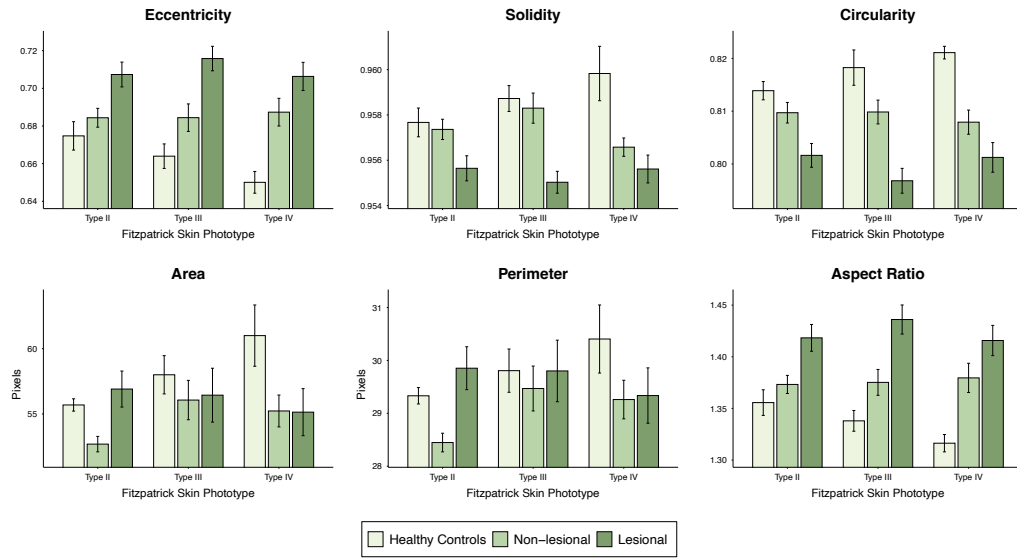 Eccentricity
0.72
0.70
0.68
0.66
0.64
Type II Type III Type IV
Fitzpatrick Skin Phototype
Solidity
0.960
0.958
0.956
0.954
Type II Type III Type IV
Fitzpatrick Skin Phototype
Circularity
0.82
0.81
0.80
Type II Type III Type IV
Fitzpatrick Skin Phototype
Area
Pixels
60
55
Type II Type III Type IV
Fitzpatrick Skin Phototype
Perimeter
Pixels
31
30
29
28
Type II Type III Type IV
Fitzpatrick Skin Phototype
Aspect Ratio
1.45
1.40
1.35
1.30
Type II Type III Type IV
Fitzpatrick Skin Phototype
Healthy Controls Non-lesional Lesional